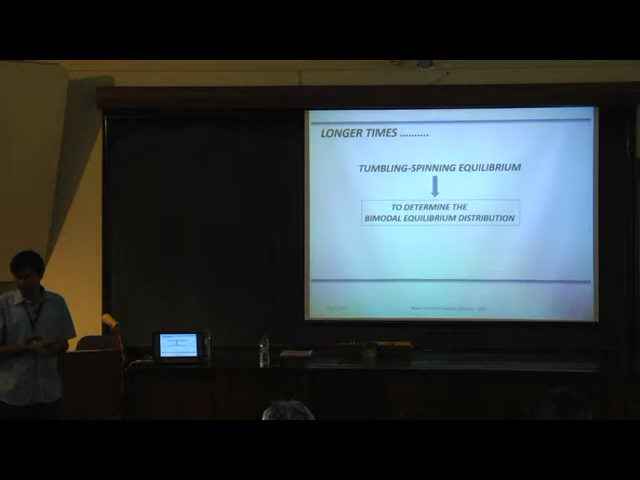 LONGER TIMES ..........
TUMBLING-SPINNING EQUILIBRIUM
TO DETERMINE THE
BIMODAL EQUILIBRIUM DISTRIBUTION